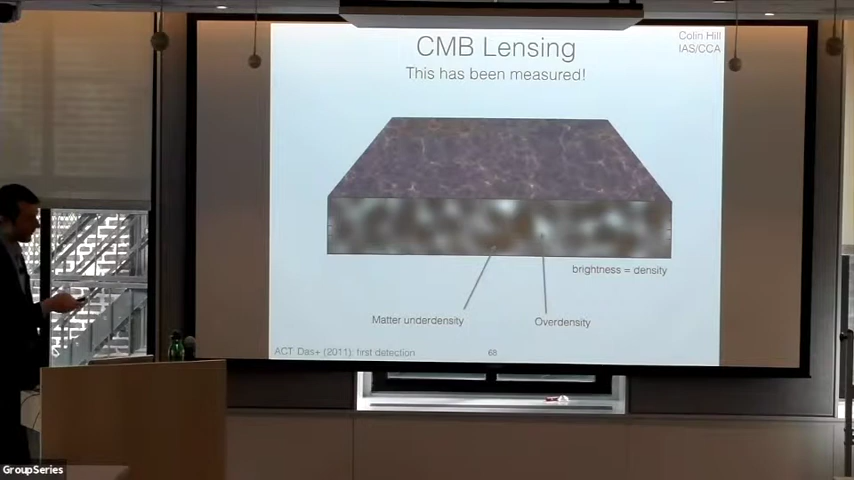 CMB Lensing
This has been measured!
Colin Hill
IAS/CCA
brightness = density
Matter underdensity
Overdensity
ACT Das+ (2011): first detection
68
GroupSeries